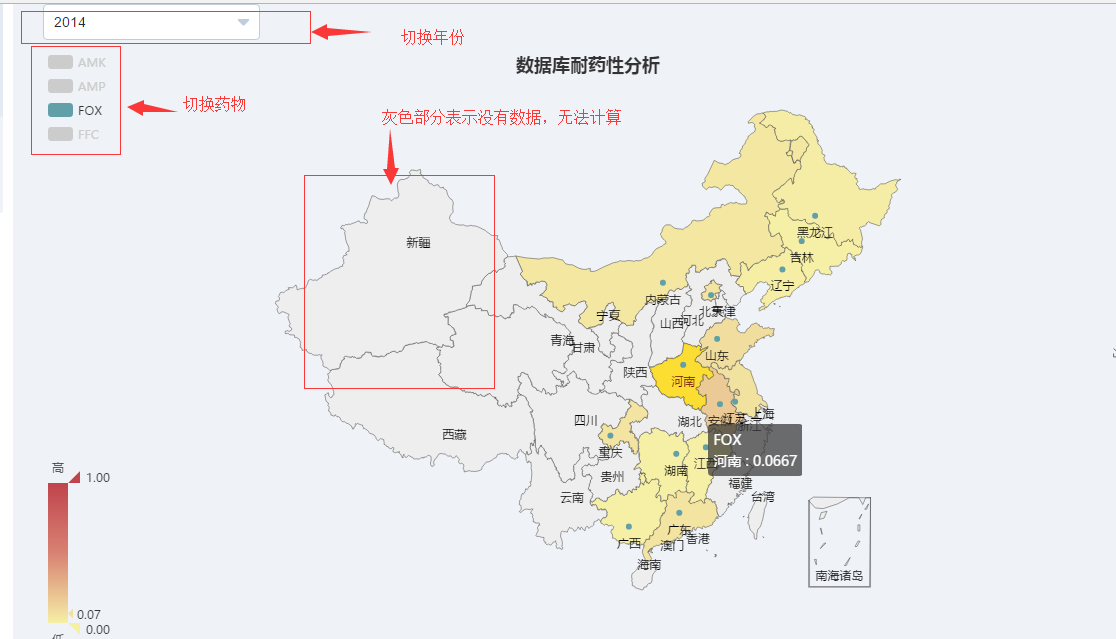 2014
切换年份
AMK
AMP
FOX
FFC
切换药物
数据库耐药性分析
灰色部分表示没有数据，无法计算
新疆
黑龙江
吉林
辽宁
内蒙古
北京
天津
宁夏
山西
河北
青海
甘肃
山东
陕西
河南
四川
湖北
安徽
江苏
上海
浙江
西藏
重庆
FOX
河南 : 0.0667
湖南
江西
贵州
福建
云南
台湾
广东
广西
澳门
香港
海南
南海诸岛
高
1.00
0.07
0.00